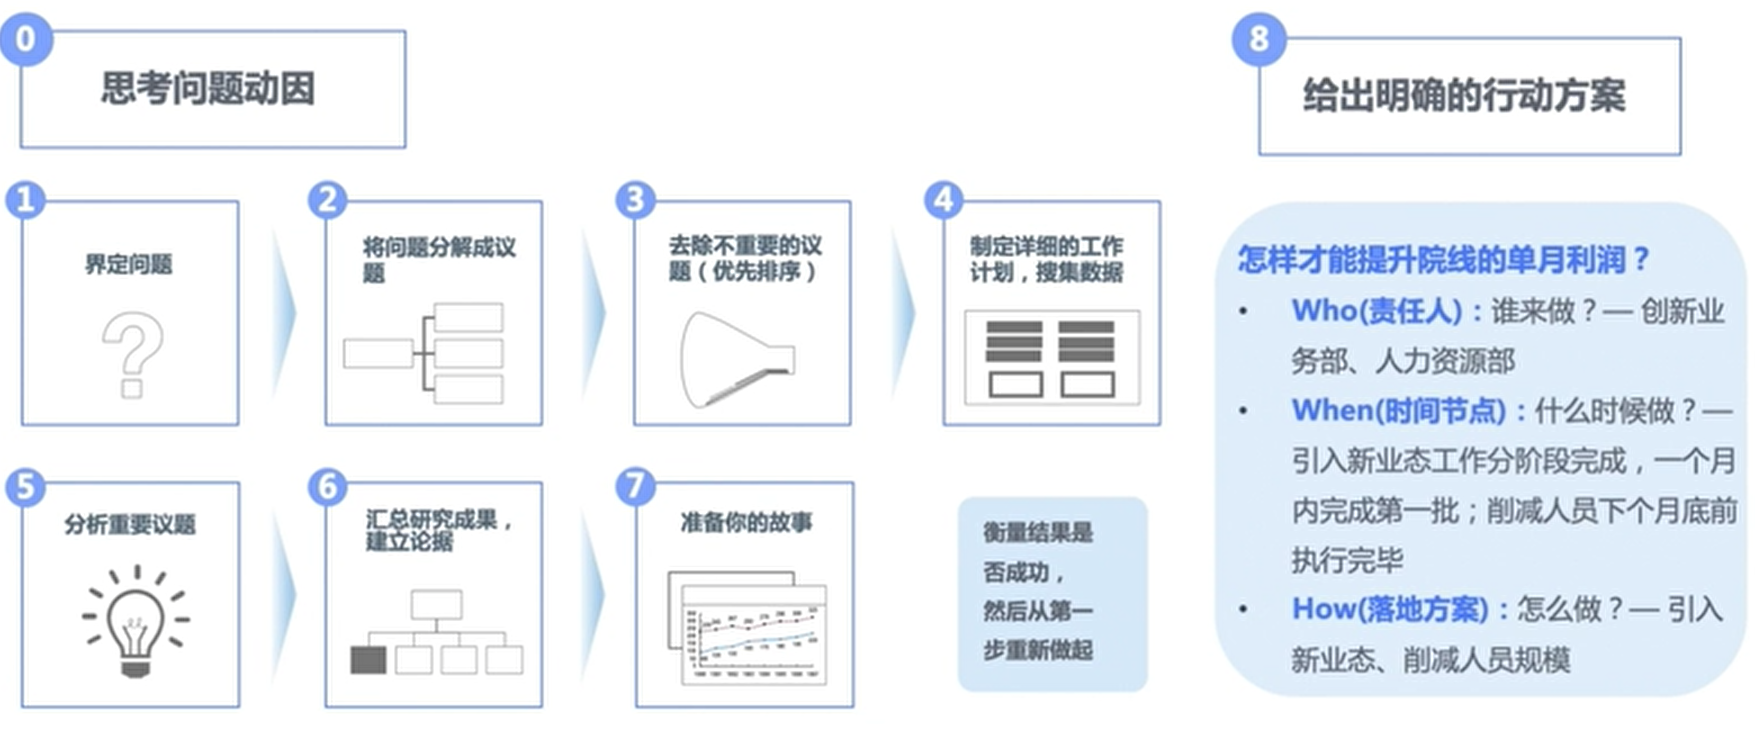 0
思考问题动因
1
界定问题
2
将问题分解成议
题
3
去除不重要的议
题（优先排序）
4
制定详细的工作
计划，搜集数据
5
分析重要议题
6
汇总研究成果，
建立论据
7
准备你的故事
衡量结果是
否成功，
然后从第一
步重新做起
8
给出明确的行动方案
怎样才能提升院线的单月利润？
• Who(责任人)：谁来做？— 创新业
务部、人力资源部
• When(时间节点)：什么时候做？—
引入新业态工作分阶段完成，一个月
内完成第一批；削减人员下个月底前
执行完毕
• How(落地方案)：怎么做？— 引入
新业态、削减人员规模